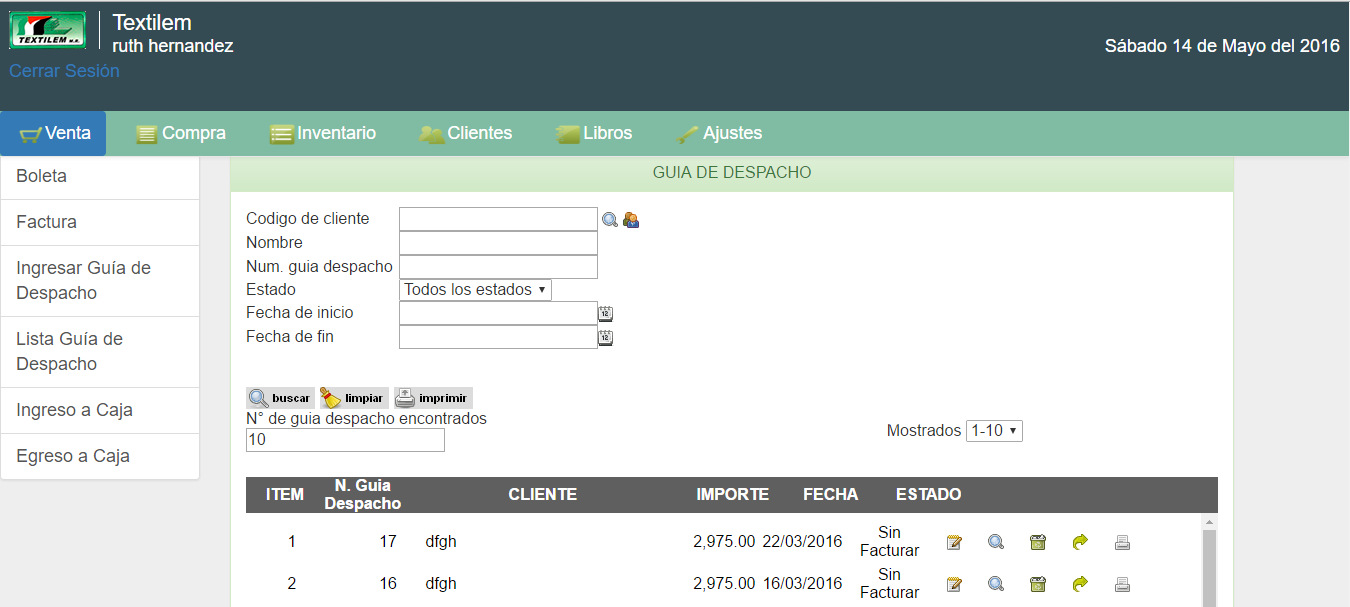 TEXTILEM S.A.
Textilem
ruth hernandez
Cerrar Sesión
Sábado 14 de Mayo del 2016
Venta
Compra
Inventario
Clientes
Libros
Ajustes
Boleta
Factura
Ingresar Guía de
Despacho
Lista Guía de
Despacho
Ingreso a Caja
Egreso a Caja
GUIA DE DESPACHO
Codigo de cliente
Nombre
Num. guia despacho
Estado Todos los estados
Fecha de inicio
Fecha de fin
buscar limpiar imprimir
N° de guia despacho encontrados
10
Mostrados 1-10
ITEM N. Guia Despacho CLIENTE IMPORTE FECHA ESTADO
1 17 dfgh 2,975.00 22/03/2016 Sin Facturar
2 16 dfgh 2,975.00 16/03/2016 Sin Facturar